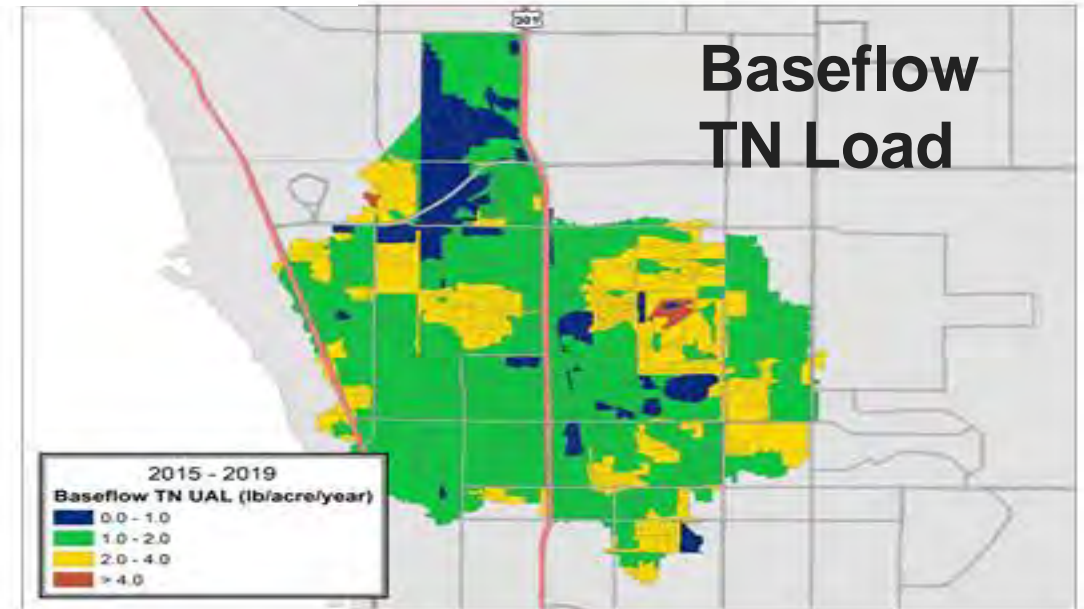 301
Baseflow
TN Load
2015 - 2019
Baseflow TN UAL (lb/acre/year)
0.0 - 1.0
1.0 - 2.0
2.0 - 4.0
> 4.0